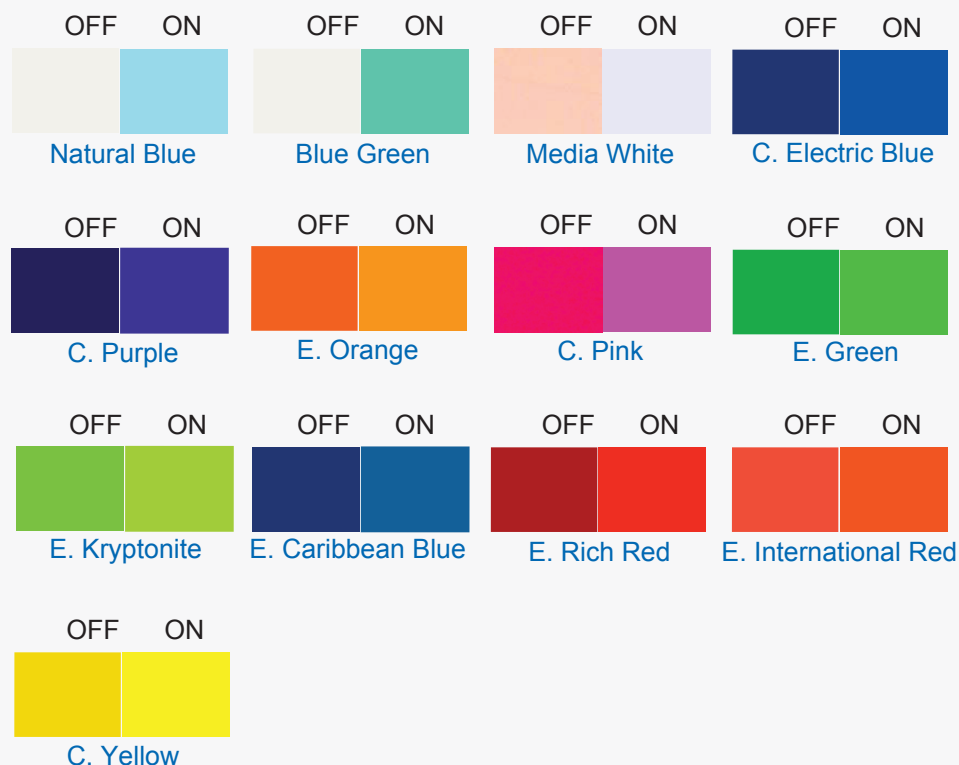 OFF ON OFF ON OFF ON OFF ON
Natural Blue Blue Green Media White C. Electric Blue
OFF ON OFF ON OFF ON OFF ON
C. Purple E. Orange C. Pink E. Green
OFF ON OFF ON OFF ON OFF ON
E. Kryptonite E. Caribbean Blue E. Rich Red E. International Red
OFF ON
C. Yellow